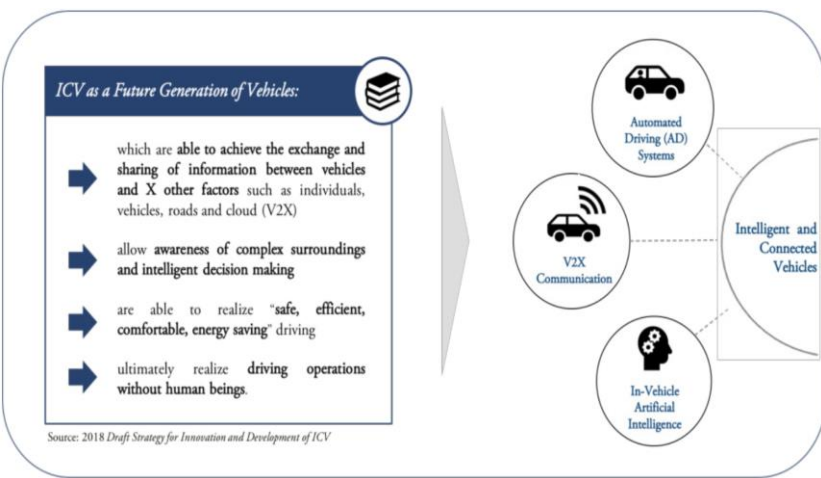 ICV as a Future Generation of Vehicles:
which are able to achieve the exchange and
sharing of information between vehicles
and X other factors such as individuals,
vehicles, roads and cloud (V2X)
allow awareness of complex surroundings
and intelligent decision making
are able to realize “safe, efficient,
comfortable, energy saving” driving
ultimately realize driving operations
without human beings.
Source: 2018 Draft Strategy for Innovation and Development of ICV
Automated
Driving (AD)
Systems
V2X
Communication
In-Vehicle
Artificial
Intelligence
Intelligent and
Connected
Vehicles